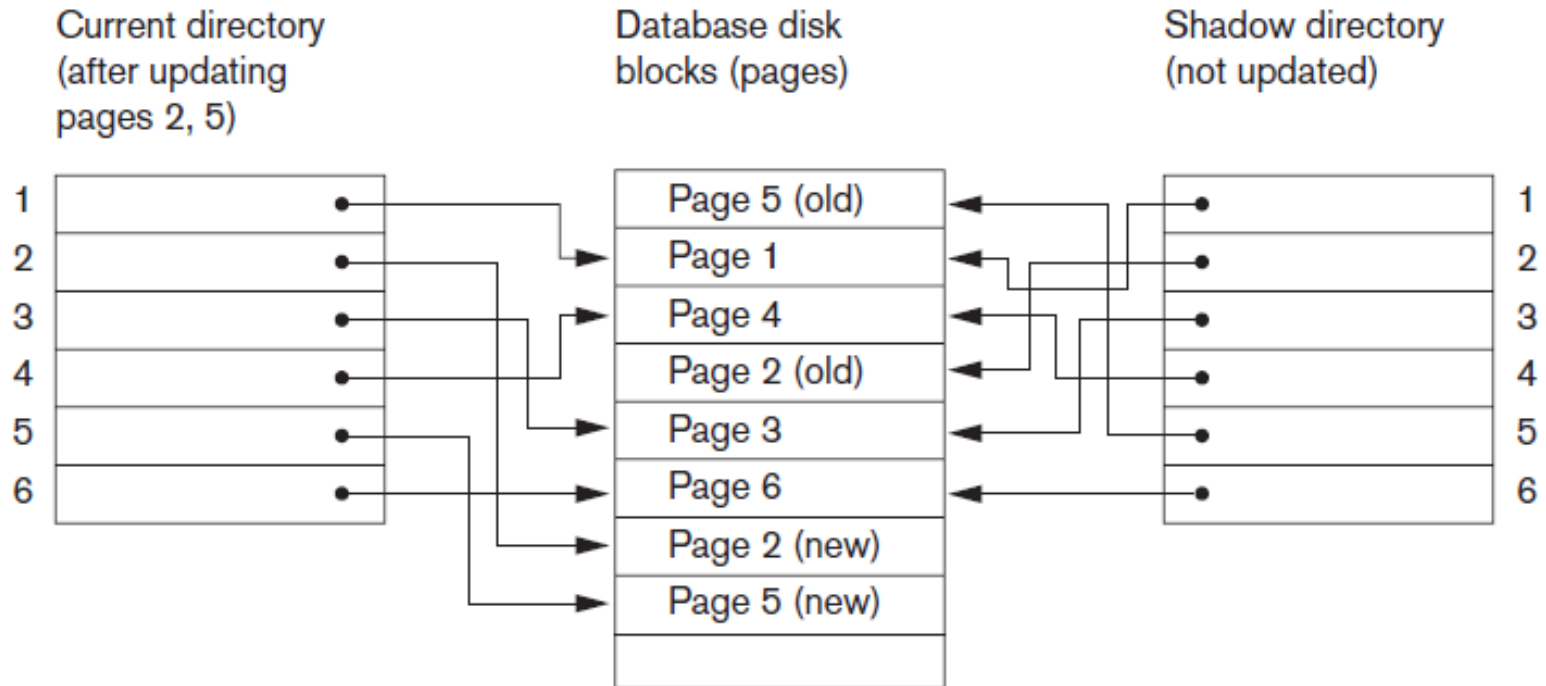 Current directory
(after updating
pages 2, 5)
Database disk
blocks (pages)
Shadow directory
(not updated)
1
2
3
4
5
6
Page 5 (old)
Page 1
Page 4
Page 2 (old)
Page 3
Page 6
Page 2 (new)
Page 5 (new)
1
2
3
4
5
6